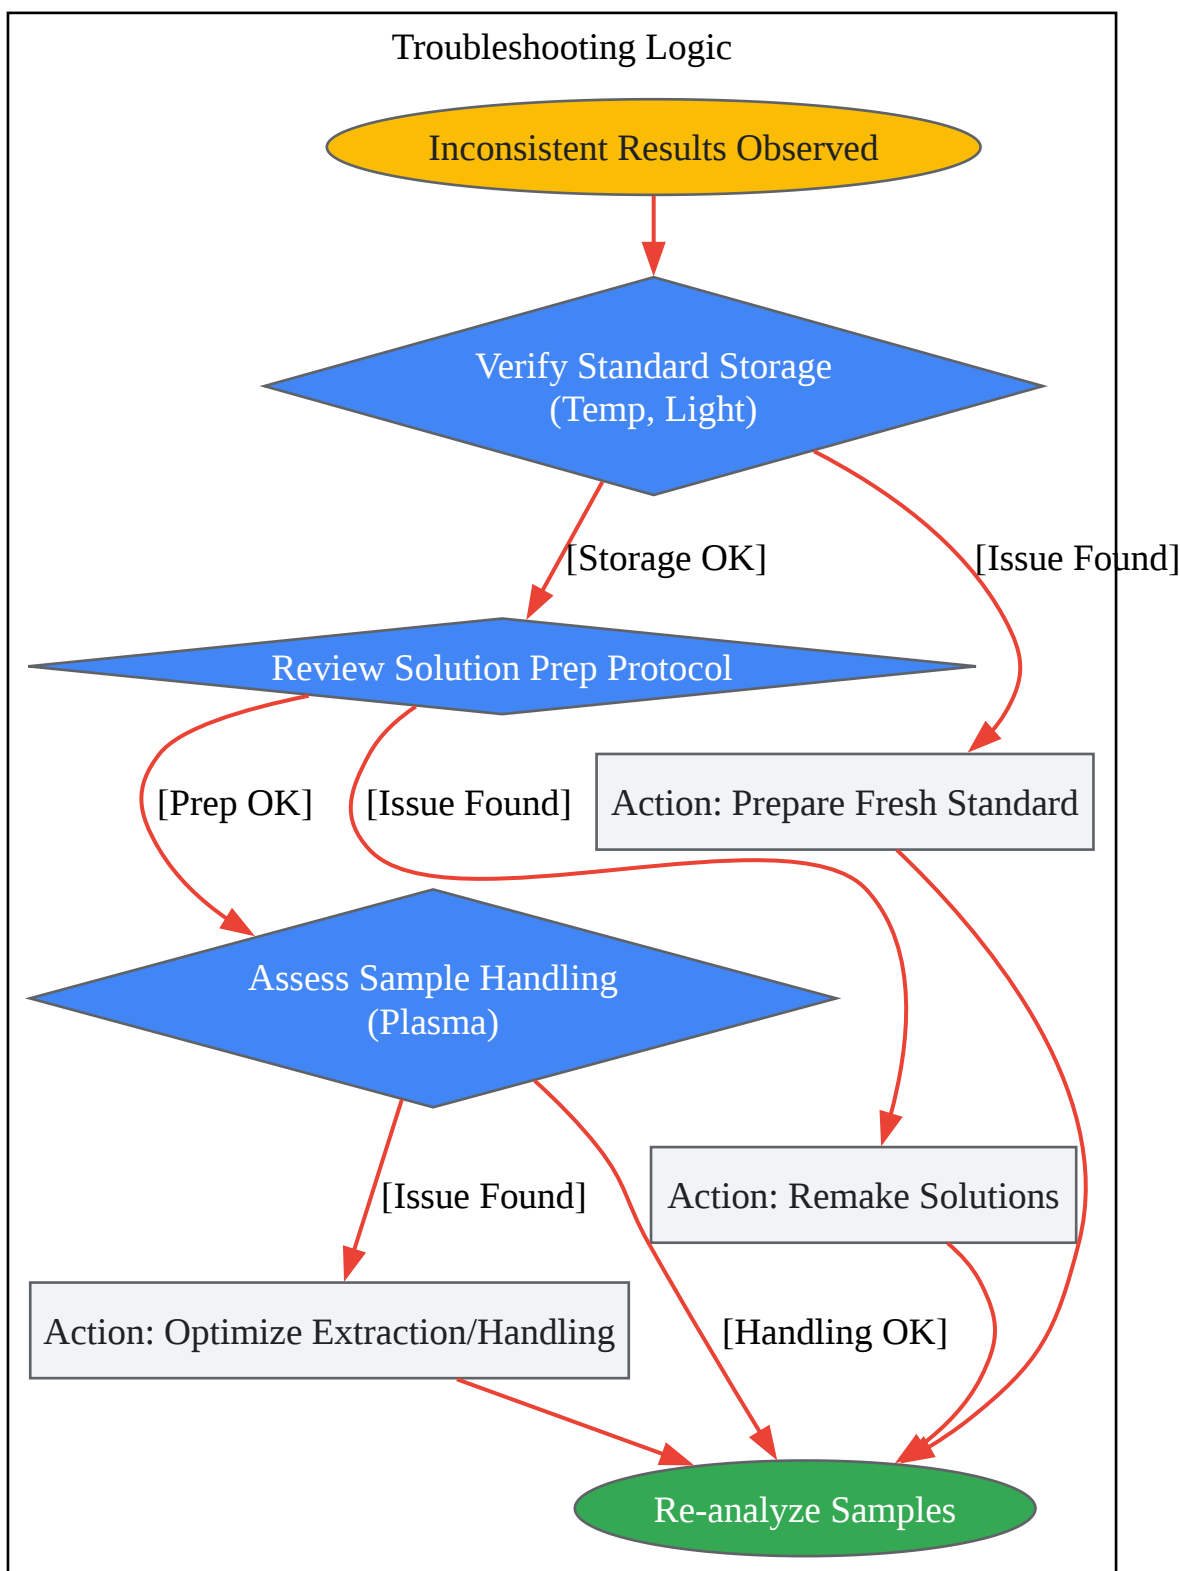 Troubleshooting Logic
Inconsistent Results Observed
Verify Standard Storage
(Temp, Light)
[Storage OK]
[Issue Found]
Review Solution Prep Protocol
[Prep OK]
[Issue Found]
Action: Prepare Fresh Standard
Assess Sample Handling
(Plasma)
[Issue Found]
Action: Remake Solutions
Action: Optimize Extraction/Handling
[Handling OK]
Re-analyze Samples